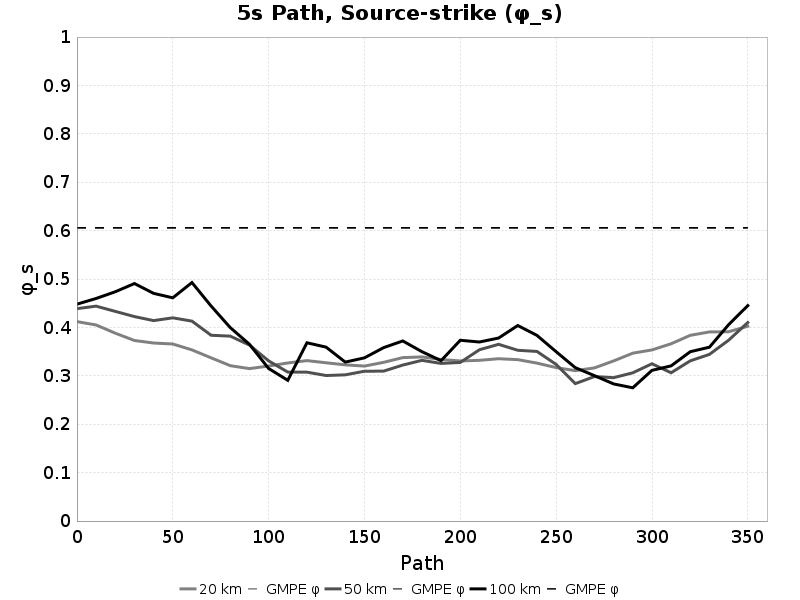 5s Path, Source-strike (φ_s)
1
0.9
0.8
0.7
0.6
0.5
0.4
0.3
0.2
0.1
0
φ_s
0 50 100 150 200 250 300 350
Path
20 km GMPE φ 50 km GMPE φ 100 km GMPE φ